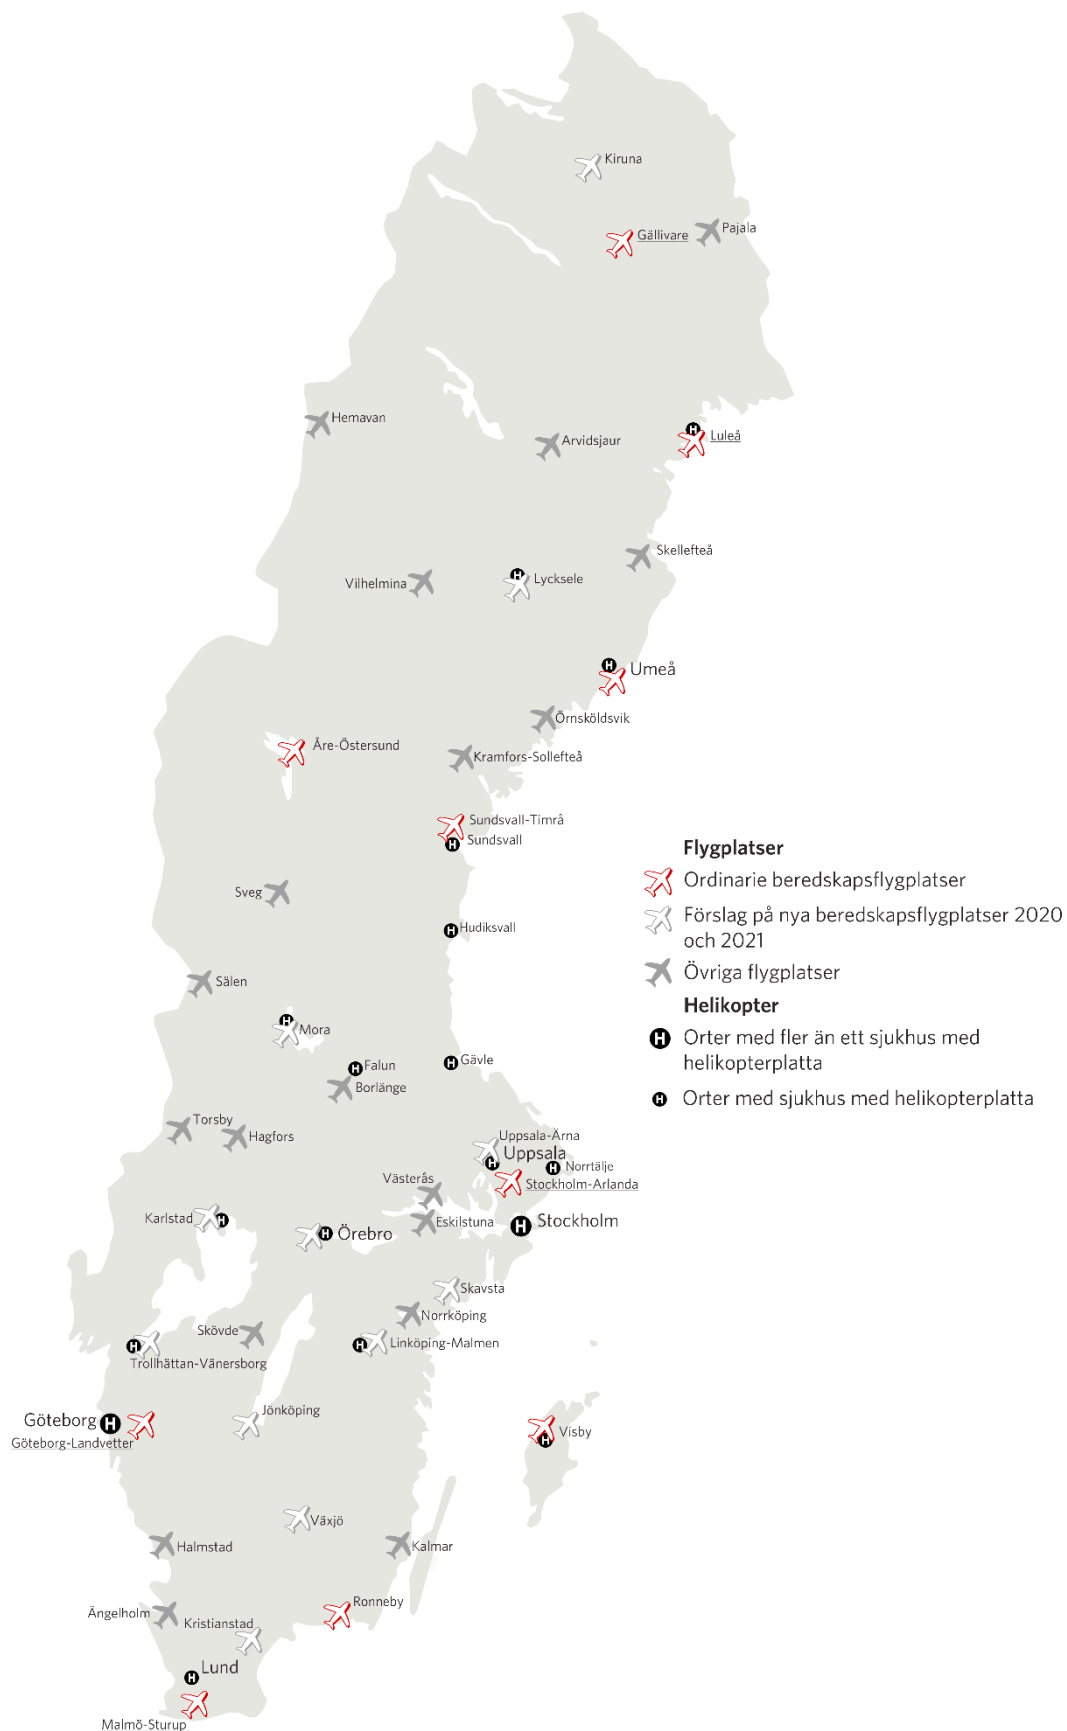 Kiruna
Pajala
Gällivare
Hemavan
Luleå
Arvidsjaur
Skellefteå
Lycksele
Vilhelmina
Umeå
Örnsköldsvik
Åre-Östersund
Kramfors-Sollefteå
Sundsvall-Timrå
Sundsvall
Flygplatser
Ordinarie beredskapsflygplatser
Förslag på nya beredskapsflygplatser 2020
och 2021
Övriga flygplatser
Helikopter
H Orter med fler än ett sjukhus med
helikopterplatta
H Orter med sjukhus med helikopterplatta
Sveg
H Hudiksvall
Sälen
Mora
H Falun
H Gävle
Borlänge
Torsby
Hagfors
Uppsala-Ärna
Uppsala
H Norrtälje
Västerås
Stockholm-Arlanda
Karlstad H
Eskilstuna
H Stockholm
H Örebro
Skavsta
Norrköping
Skövde
H Linköping-Malmen
Trollhättan-Vänersborg
Jönköping
Göteborg H
Göteborg-Landvetter
Visby
Växjö
Halmstad
Kalmar
Ronneby
Ängelholm
Kristianstad
H Lund
Malmö-Sturup